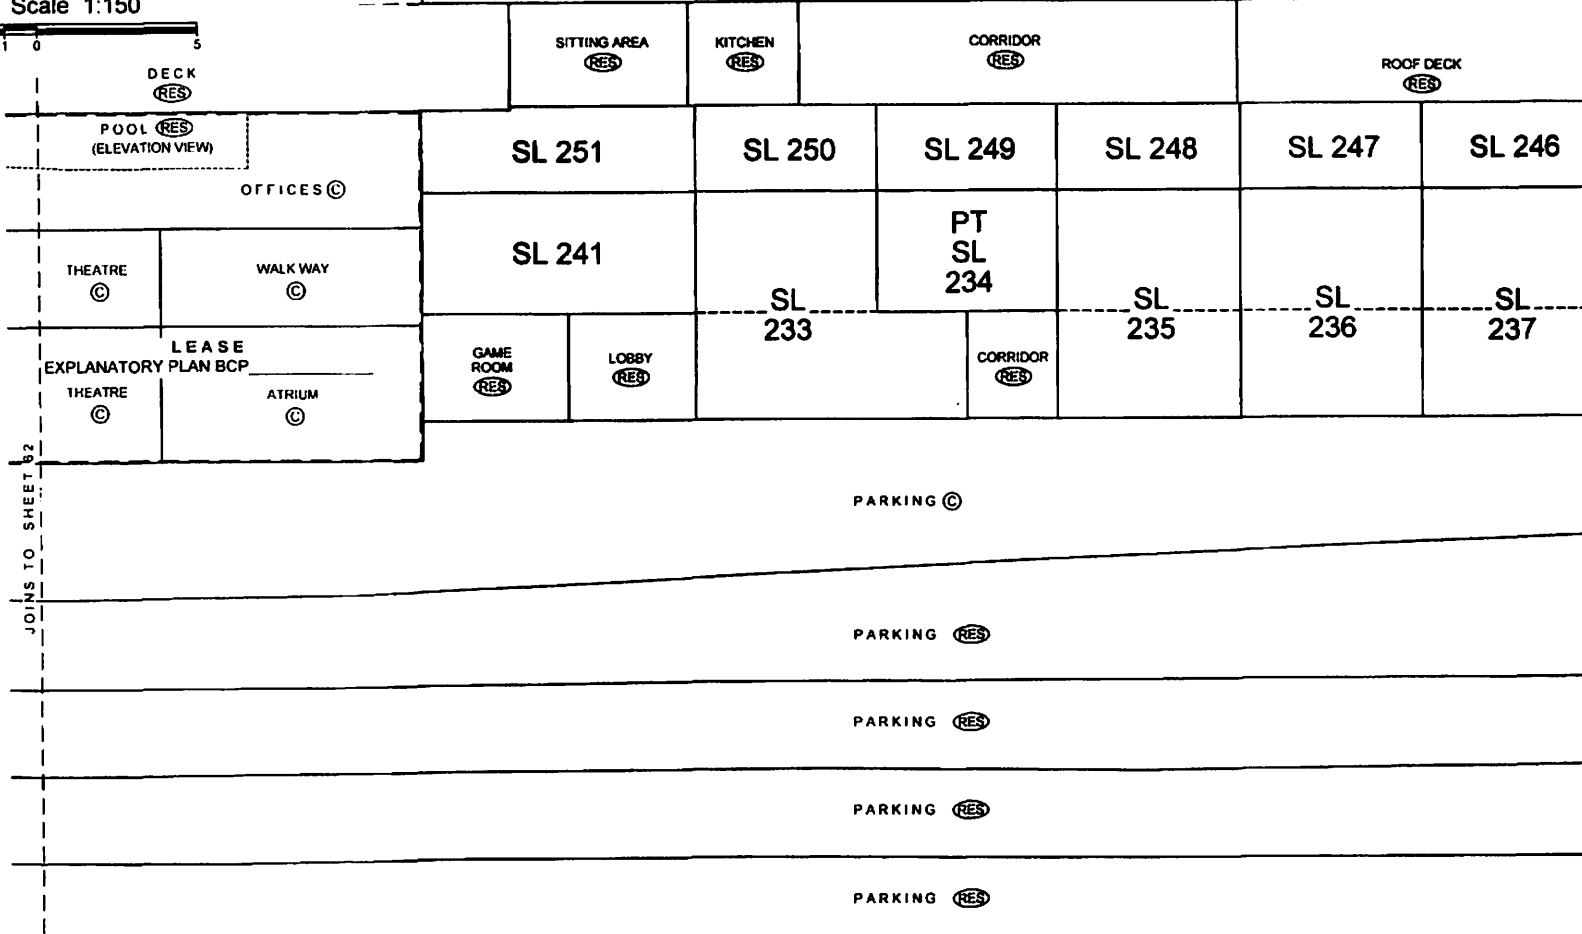 Scale 1:150
1 0 5
SITTING AREA
RES
KITCHEN
RES
CORRIDOR
RES
ROOF DECK
RES
DECK
RES
POOL RES
(ELEVATION VIEW)
OFFICES C
SL 251
SL 250
SL 249
SL 248
SL 247
SL 246
THEATRE
C
WALK WAY
C
SL 241
SL
233
PT
SL
234
SL
235
SL
236
SL
237
LEASE
EXPLANATORY PLAN BCP
THEATRE
C
ATRIUM
C
GAME
ROOM
RES
LOBBY
RES
CORRIDOR
RES
JOINS TO SHEET 62
PARKING C
PARKING RES
PARKING RES
PARKING RES
PARKING RES